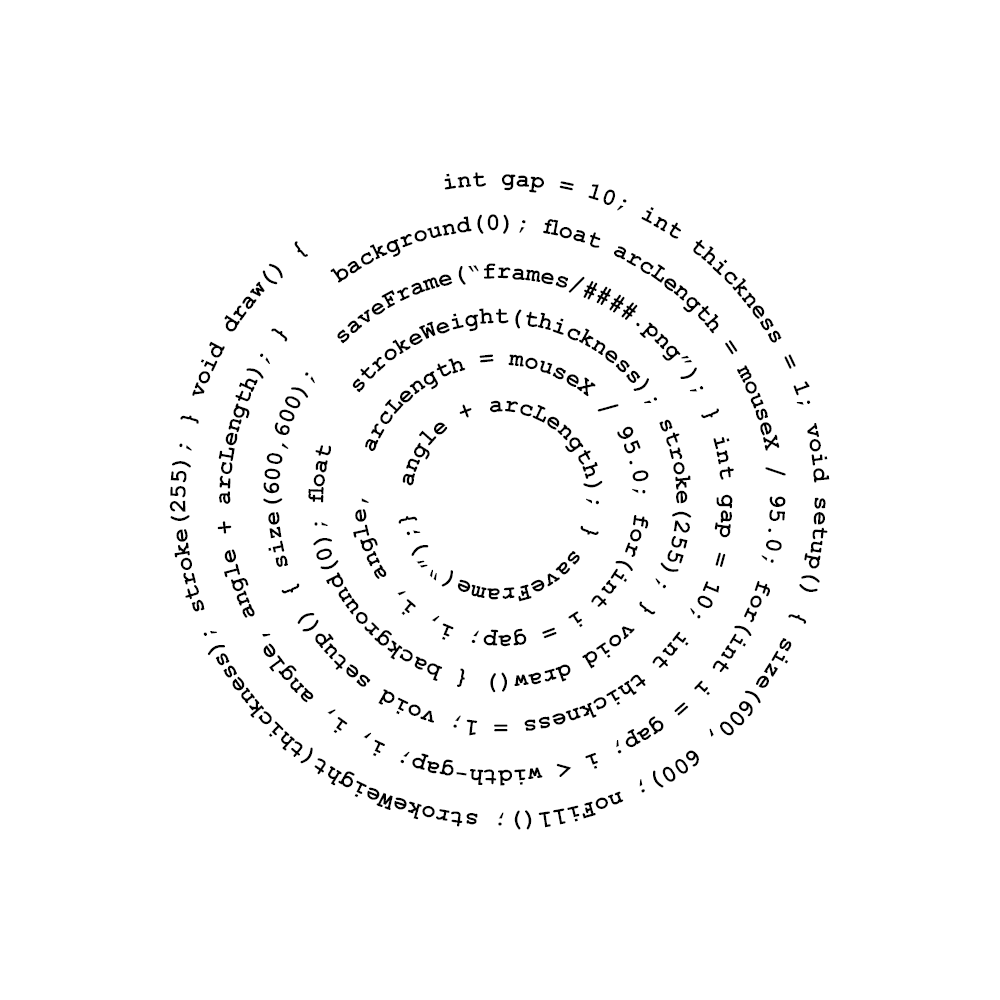 int gap = 10; int thickness = 1; void setup() { size(600, 600); noFill(); strokeWeight(thickness); stroke(255); } void draw() {
background(0); float arcLength = mouseX / 95.0; for(int i = gap; i < width-gap; i, i, angle, angle + arcLength); }
saveFrame(“frames/####.png”); } int gap = 10; int thickness = 1; void setup() { size(600,600);
strokeWeight(thickness); stroke(255); } void draw() { background(0); float
arcLength = mouseX / 95.0; for(int i = gap; i, i, angle,
angle + arcLength); } saveFrame(“”); }